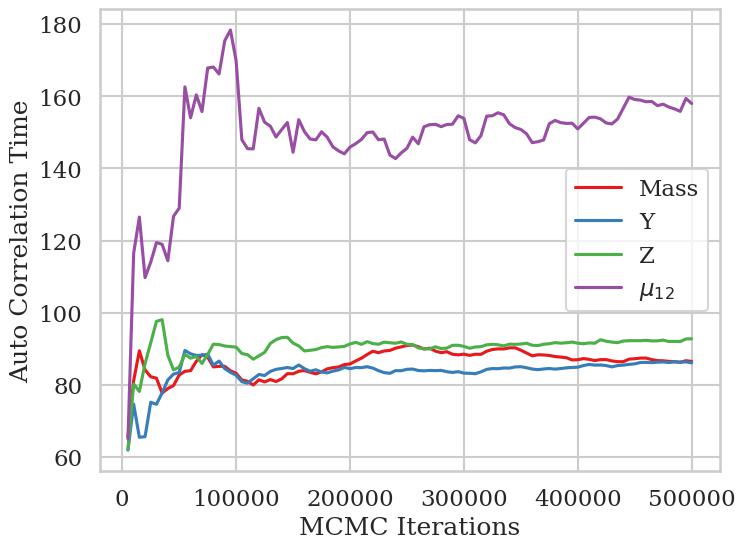 180
160
140
120
100
80
60
Auto Correlation Time
Mass
Y
Z
μ₁₂
0 100000 200000 300000 400000 500000
MCMC Iterations